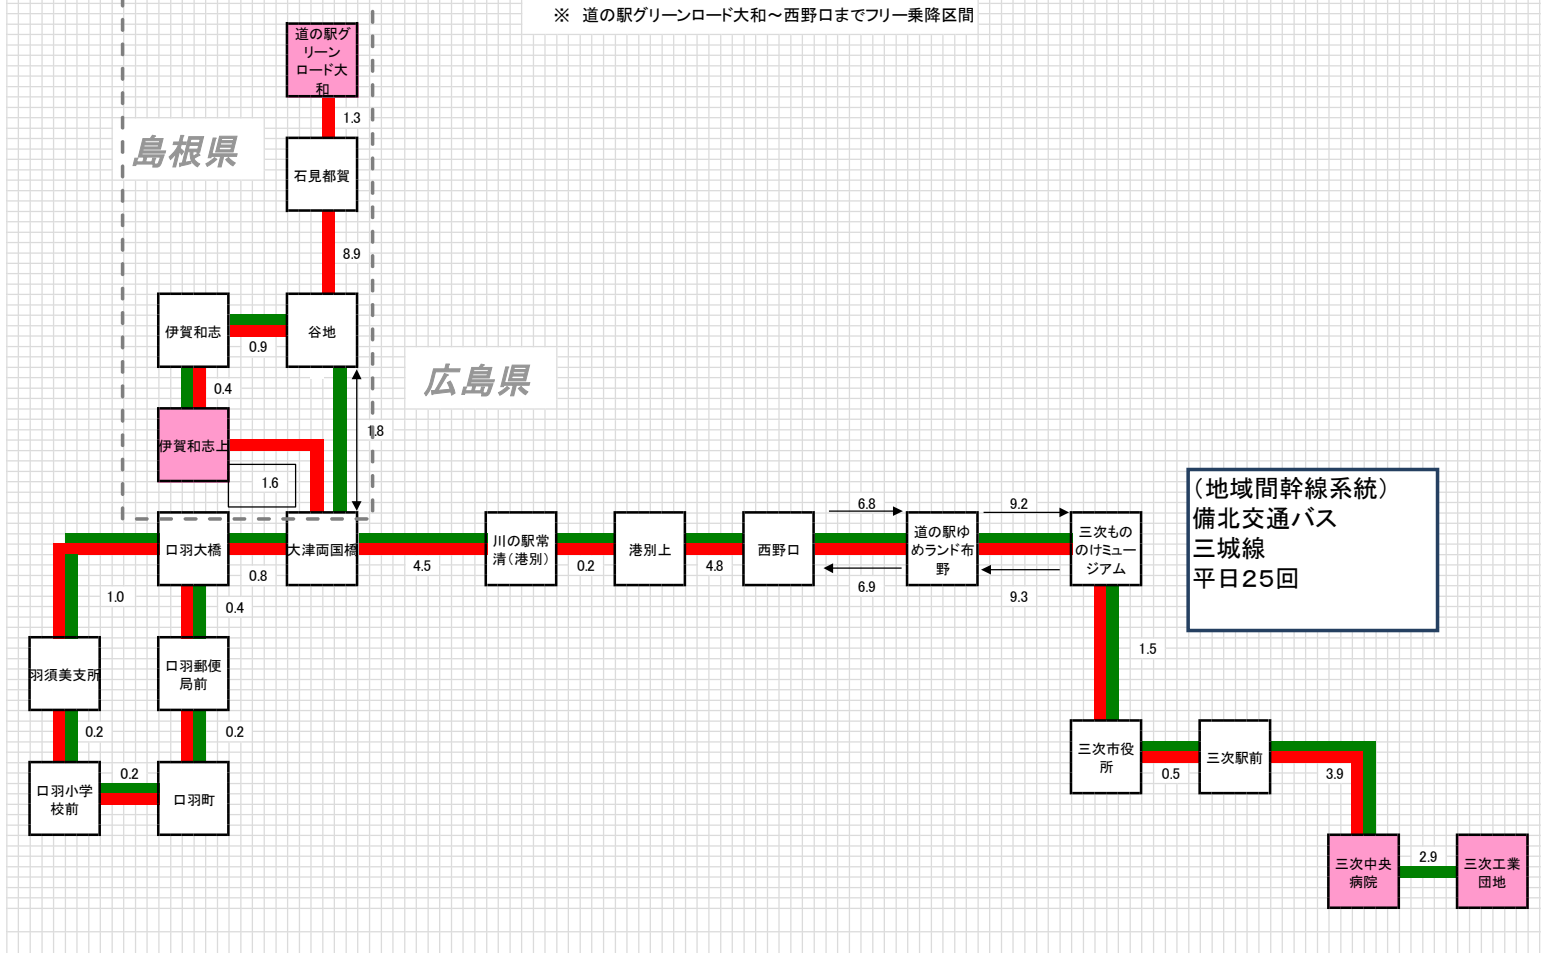 ※ 道の駅グリーンロード大和～西野口までフリー乗降区間
道の駅グ
リーン
ロード大
和
1.3
島根県
石見都賀
8.9
伊賀和志
谷地
0.9
広島県
0.4
1.8
伊賀和志上
1.6
口羽大橋
大津両国橋
川の駅常
清(港別)
港別上
西野口
道の駅ゆ
めランド布
野
三次もの
のけミュー
ジアム
6.8
9.2
0.8
4.5
0.2
4.8
6.9
9.3
(地域間幹線系統)
備北交通バス
三城線
平日25回
1.0
0.4
羽須美支所
口羽郵便
局前
1.5
0.2
0.2
口羽小学
校前
0.2
口羽町
三次市役
所
0.5
三次駅前
3.9
三次中央
病院
2.9
三次工業
団地